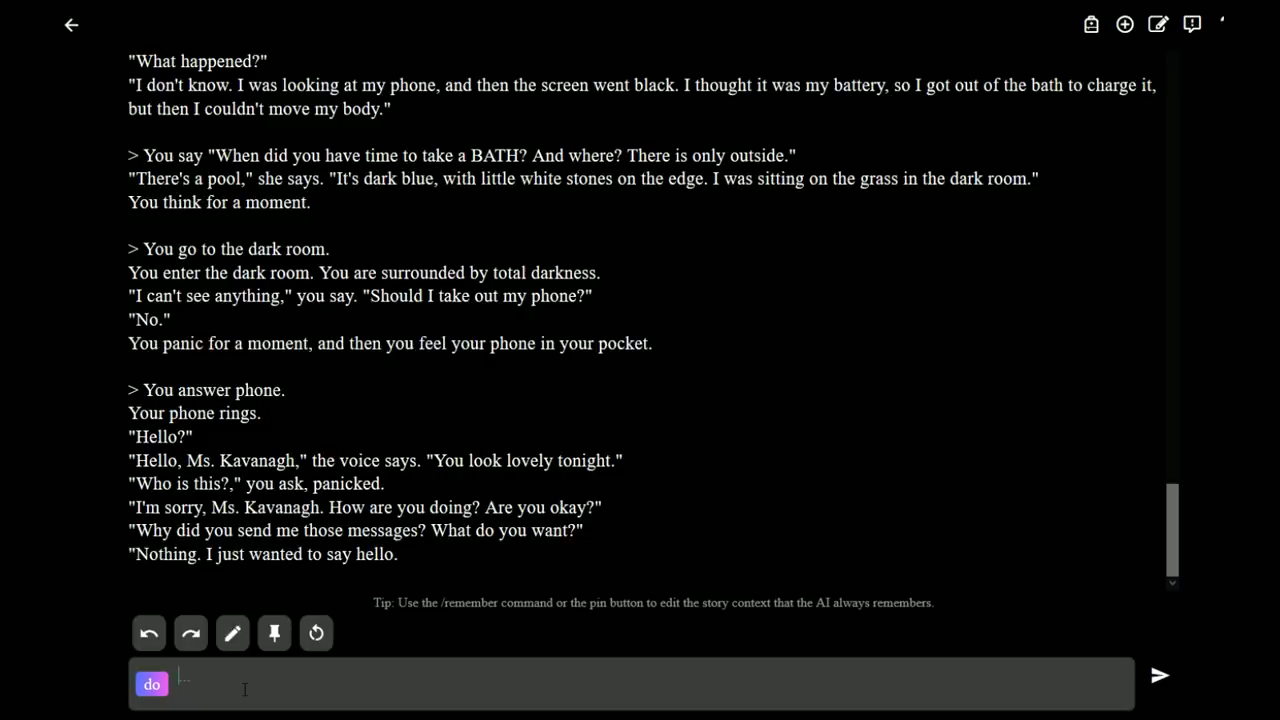 "What happened?"
"I don't know. I was looking at my phone, and then the screen went black. I thought it was my battery, so I got out of the bath to charge it,
but then I couldn't move my body."
> You say "When did you have time to take a BATH? And where? There is only outside."
"There's a pool," she says. "It's dark blue, with little white stones on the edge. I was sitting on the grass in the dark room."
You think for a moment.
> You go to the dark room.
You enter the dark room. You are surrounded by total darkness.
"I can't see anything," you say. "Should I take out my phone?"
"No."
You panic for a moment, and then you feel your phone in your pocket.
> You answer phone.
Your phone rings.
"Hello?"
"Hello, Ms. Kavanagh," the voice says. "You look lovely tonight."
"Who is this?," you ask, panicked.
"I'm sorry, Ms. Kavanagh. How are you doing? Are you okay?"
"Why did you send me those messages? What do you want?"
"Nothing. I just wanted to say hello.
Tip: Use the /remember command or the pin button to edit the story context that the AI always remembers.
do ...